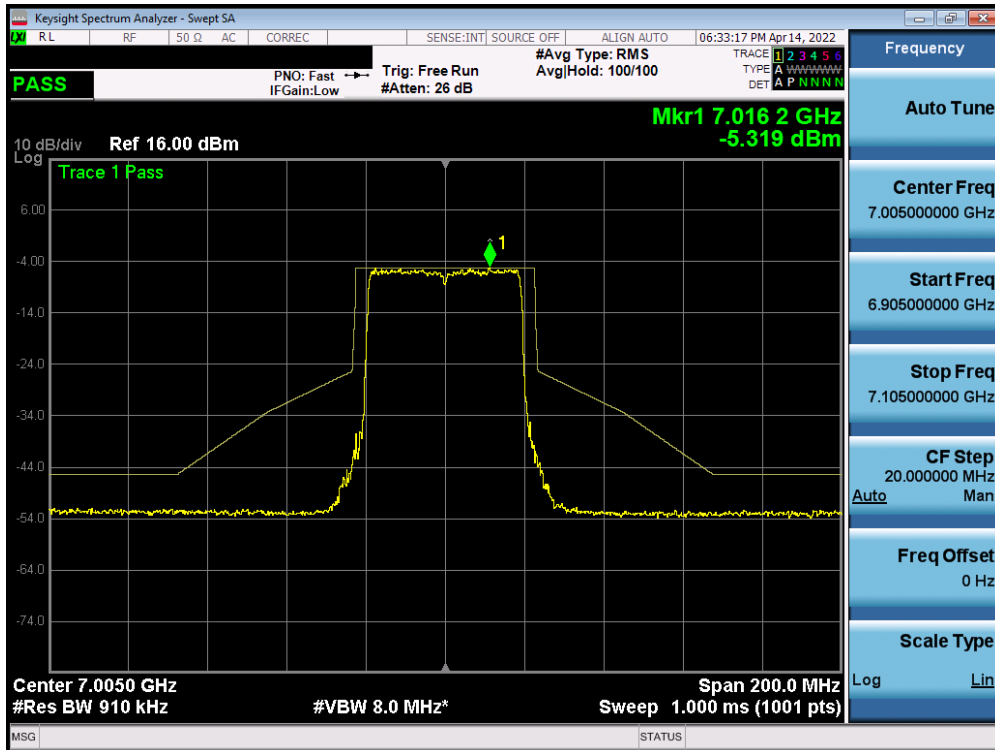 Keysight Spectrum Analyzer - Swept SA
LXI RL RF 50 Ω AC CORREC SENSE:INT SOURCE OFF ALIGN AUTO 06:33:17 PM Apr 14, 2022
PASS
PNO: Fast
IFGain:Low
Trig: Free Run
#Atten: 26 dB
#Avg Type: RMS
Avg|Hold: 100/100
TRACE 1 2 3 4 5 6
TYPE A WWWWW
DET A P N N N N
Mkr1 7.016 2 GHz
-5.319 dBm
10 dB/div Ref 16.00 dBm
Log
Trace 1 Pass
6.00
1
-4.00
-14.0
-24.0
-34.0
-44.0
-54.0
-64.0
-74.0
Center 7.0050 GHz Span 200.0 MHz
#Res BW 910 kHz #VBW 8.0 MHz* Sweep 1.000 ms (1001 pts)
MSG STATUS
Frequency
Auto Tune
Center Freq
7.005000000 GHz
Start Freq
6.905000000 GHz
Stop Freq
7.105000000 GHz
CF Step
20.000000 MHz
Auto Man
Freq Offset
0 Hz
Scale Type
Log Lin